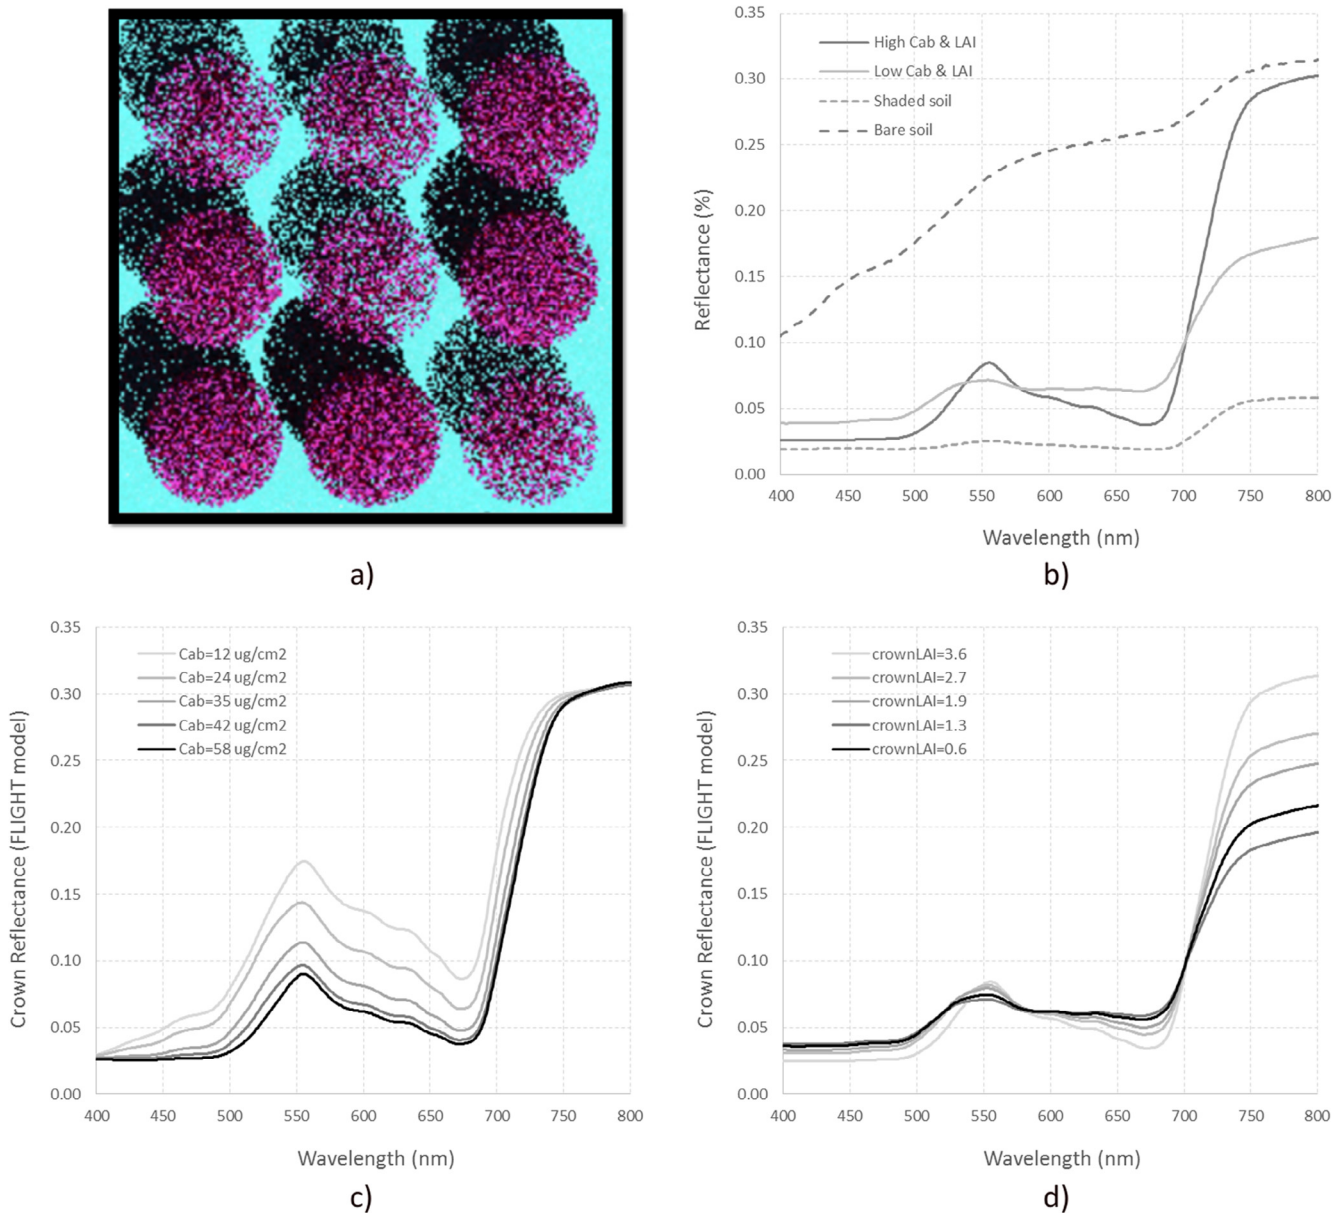 a)
0.35
0.30
0.25
0.20
0.15
0.10
0.05
0.00
Reflectance (%)
High Cab & LAI
Low Cab & LAI
Shaded soil
Bare soil
400 450 500 550 600 650 700 750 800
Wavelength (nm)
b)
0.35
0.30
0.25
0.20
0.15
0.10
0.05
0.00
Crown Reflectance (FLIGHT model)
Cab=12 ug/cm2
Cab=24 ug/cm2
Cab=35 ug/cm2
Cab=42 ug/cm2
Cab=58 ug/cm2
400 450 500 550 600 650 700 750 800
Wavelength (nm)
c)
0.35
0.30
0.25
0.20
0.15
0.10
0.05
0.00
Crown Reflectance (FLIGHT model)
crownLAI=3.6
crownLAI=2.7
crownLAI=1.9
crownLAI=1.3
crownLAI=0.6
400 450 500 550 600 650 700 750 800
Wavelength (nm)
d)